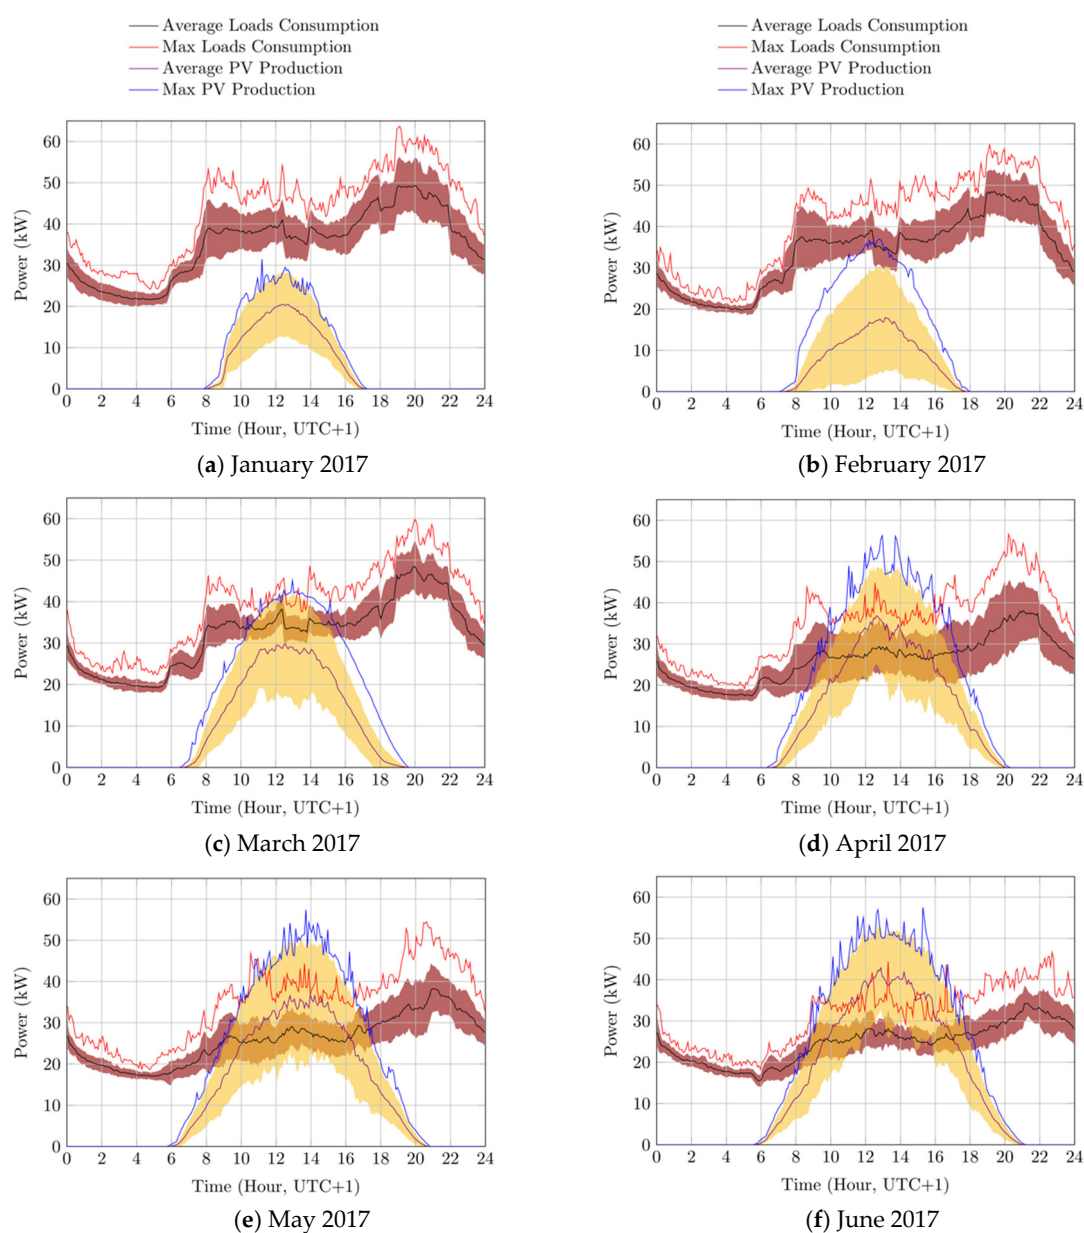 Average Loads Consumption
Max Loads Consumption
Average PV Production
Max PV Production
Average Loads Consumption
Max Loads Consumption
Average PV Production
Max PV Production
Power (kW)
60
50
40
30
20
10
0
0 2 4 6 8 10 12 14 16 18 20 22 24
Time (Hour, UTC+1)
(a) January 2017
Power (kW)
60
50
40
30
20
10
0
0 2 4 6 8 10 12 14 16 18 20 22 24
Time (Hour, UTC+1)
(b) February 2017
Power (kW)
60
50
40
30
20
10
0
0 2 4 6 8 10 12 14 16 18 20 22 24
Time (Hour, UTC+1)
(c) March 2017
Power (kW)
60
50
40
30
20
10
0
0 2 4 6 8 10 12 14 16 18 20 22 24
Time (Hour, UTC+1)
(d) April 2017
Power (kW)
60
50
40
30
20
10
0
0 2 4 6 8 10 12 14 16 18 20 22 24
Time (Hour, UTC+1)
(e) May 2017
Power (kW)
60
50
40
30
20
10
0
0 2 4 6 8 10 12 14 16 18 20 22 24
Time (Hour, UTC+1)
(f) June 2017